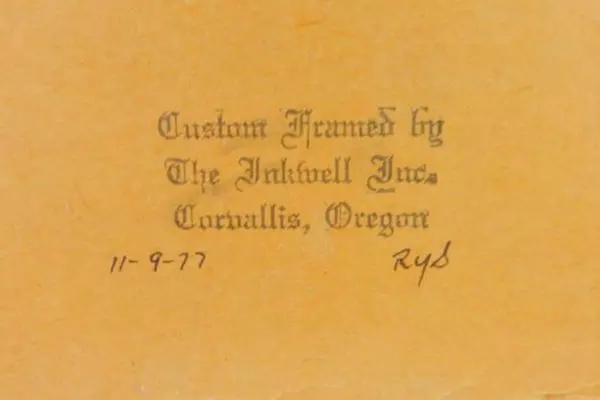 Custom Framed by
The Inkwell Inc.
Corvallis, Oregon
11-9-77 RyS